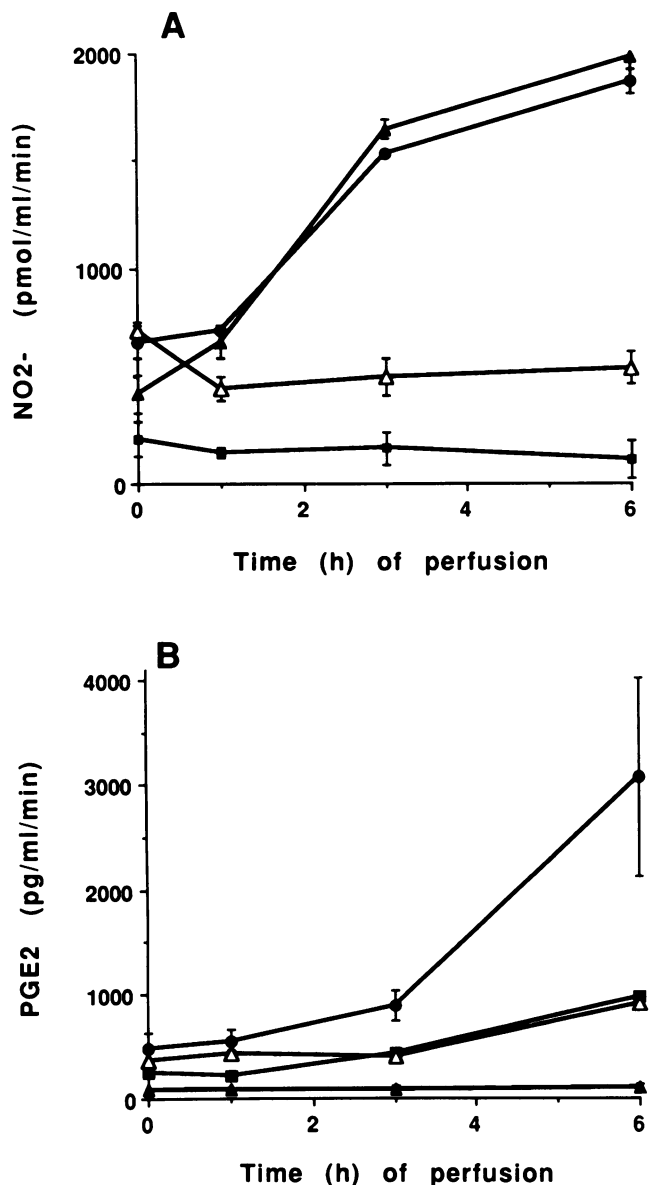 A
2000
1000
0
NO2- (pmol/ml/min)
0 2 4 6
Time (h) of perfusion
B
4000
3000
2000
1000
0
PGE2 (pg/ml/min)
0 2 4 6
Time (h) of perfusion